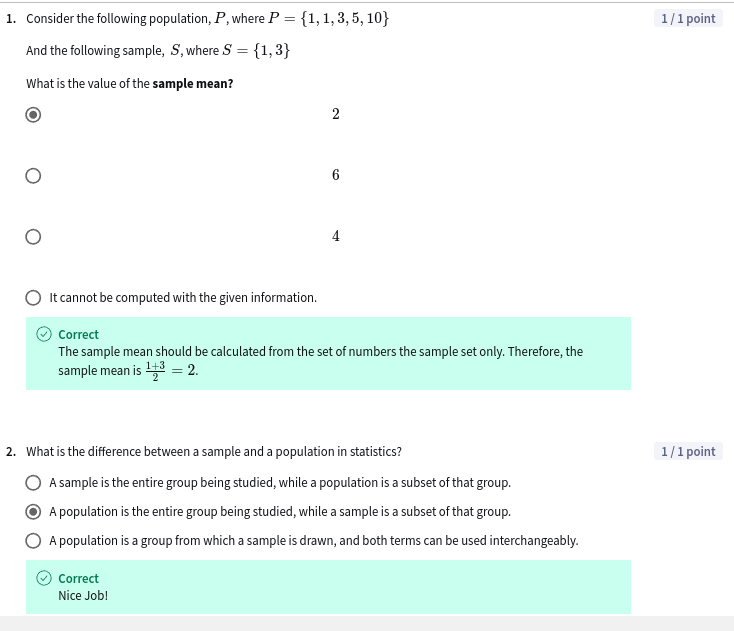 1. Consider the following population, P, where P = {1, 1, 3, 5, 10}
1 / 1 point
And the following sample, S, where S = {1, 3}
What is the value of the sample mean?
2
6
4
It cannot be computed with the given information.
Correct
The sample mean should be calculated from the set of numbers the sample set only. Therefore, the
sample mean is \frac{1+3}{2} = 2.
2. What is the difference between a sample and a population in statistics?
1 / 1 point
A sample is the entire group being studied, while a population is a subset of that group.
A population is the entire group being studied, while a sample is a subset of that group.
A population is a group from which a sample is drawn, and both terms can be used interchangeably.
Correct
Nice Job!